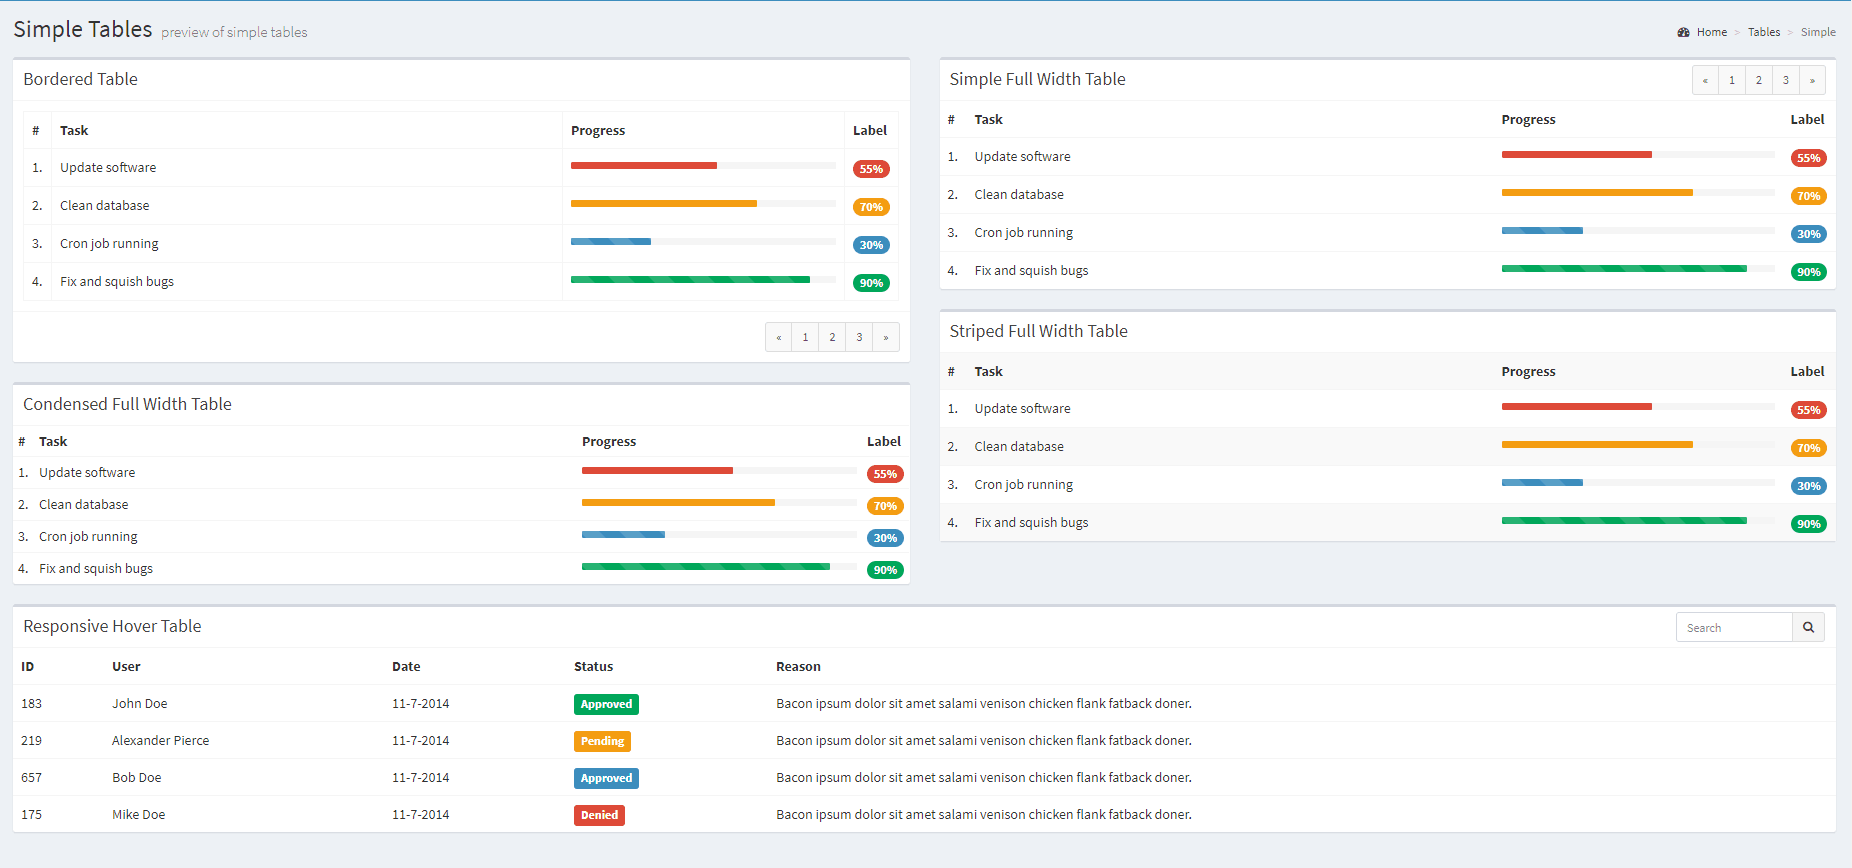 Simple Tables preview of simple tables
Home > Tables > Simple
Bordered Table
# Task Progress Label
1. Update software 55%
2. Clean database 70%
3. Cron job running 30%
4. Fix and squish bugs 90%
« 1 2 3 »
Condensed Full Width Table
# Task Progress Label
1. Update software 55%
2. Clean database 70%
3. Cron job running 30%
4. Fix and squish bugs 90%
Simple Full Width Table « 1 2 3 »
# Task Progress Label
1. Update software 55%
2. Clean database 70%
3. Cron job running 30%
4. Fix and squish bugs 90%
Striped Full Width Table
# Task Progress Label
1. Update software 55%
2. Clean database 70%
3. Cron job running 30%
4. Fix and squish bugs 90%
Responsive Hover Table Search
ID User Date Status Reason
183 John Doe 11-7-2014 Approved Bacon ipsum dolor sit amet salami venison chicken flank fatback doner.
219 Alexander Pierce 11-7-2014 Pending Bacon ipsum dolor sit amet salami venison chicken flank fatback doner.
657 Bob Doe 11-7-2014 Approved Bacon ipsum dolor sit amet salami venison chicken flank fatback doner.
175 Mike Doe 11-7-2014 Denied Bacon ipsum dolor sit amet salami venison chicken flank fatback doner.